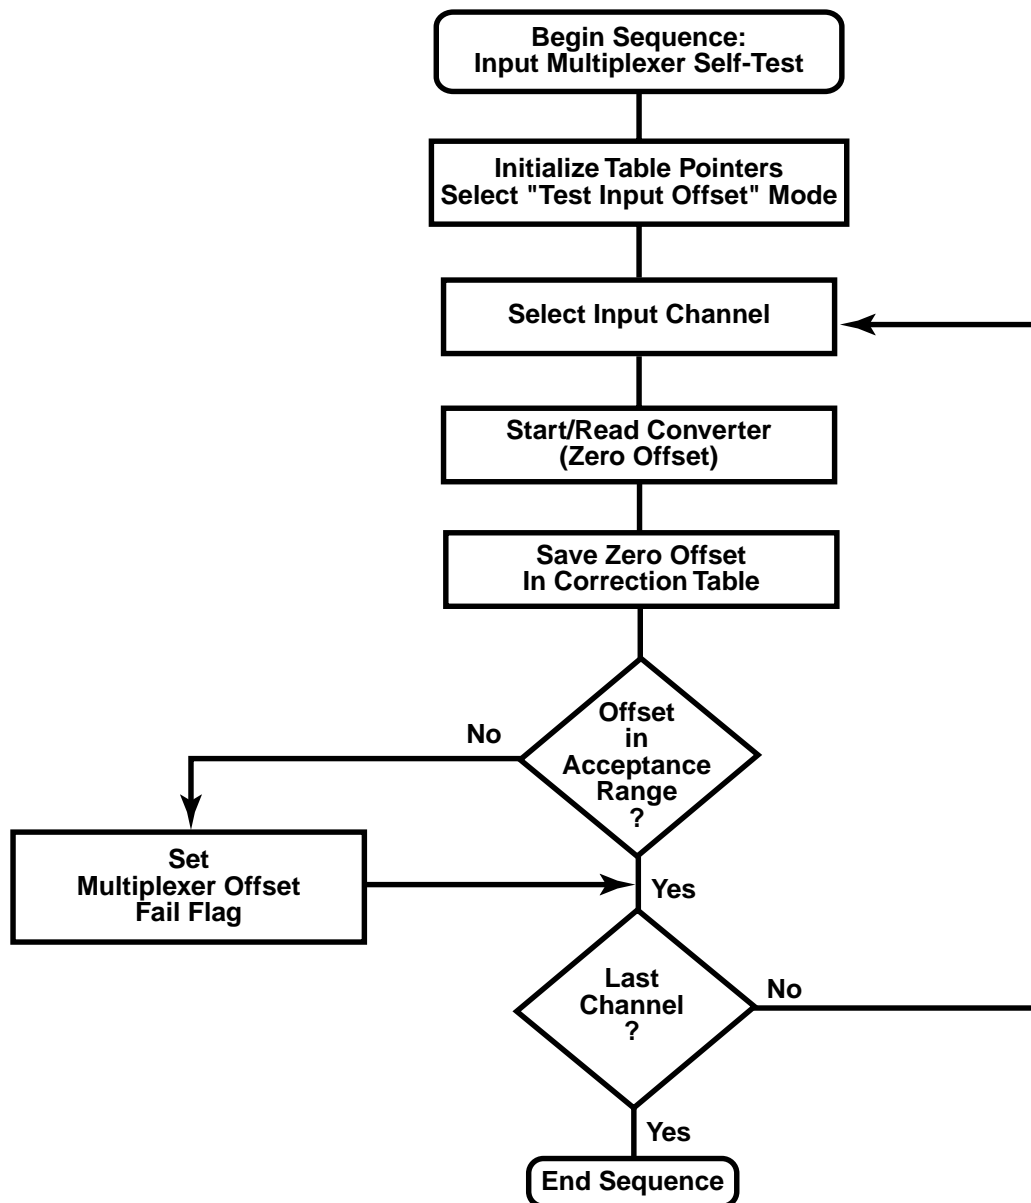 Begin Sequence:
Input Multiplexer Self-Test
Initialize Table Pointers
Select "Test Input Offset" Mode
Select Input Channel
Start/Read Converter
(Zero Offset)
Save Zero Offset
In Correction Table
Offset
in
Acceptance
Range
?
No
Set
Multiplexer Offset
Fail Flag
Yes
Last
Channel
?
No
Yes
End Sequence